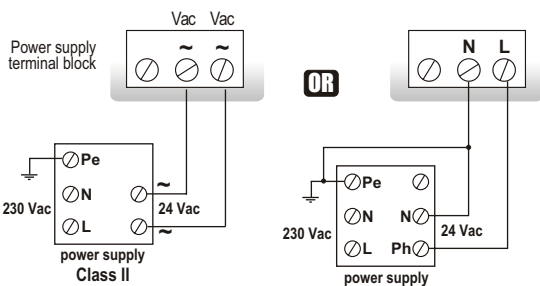 Vac Vac
Power supply
terminal block
~ ~
Pe
N
L
230 Vac
~
24 Vac
~
power supply
Class II
OR
N L
Pe
N N
L Ph
230 Vac
24 Vac
power supply